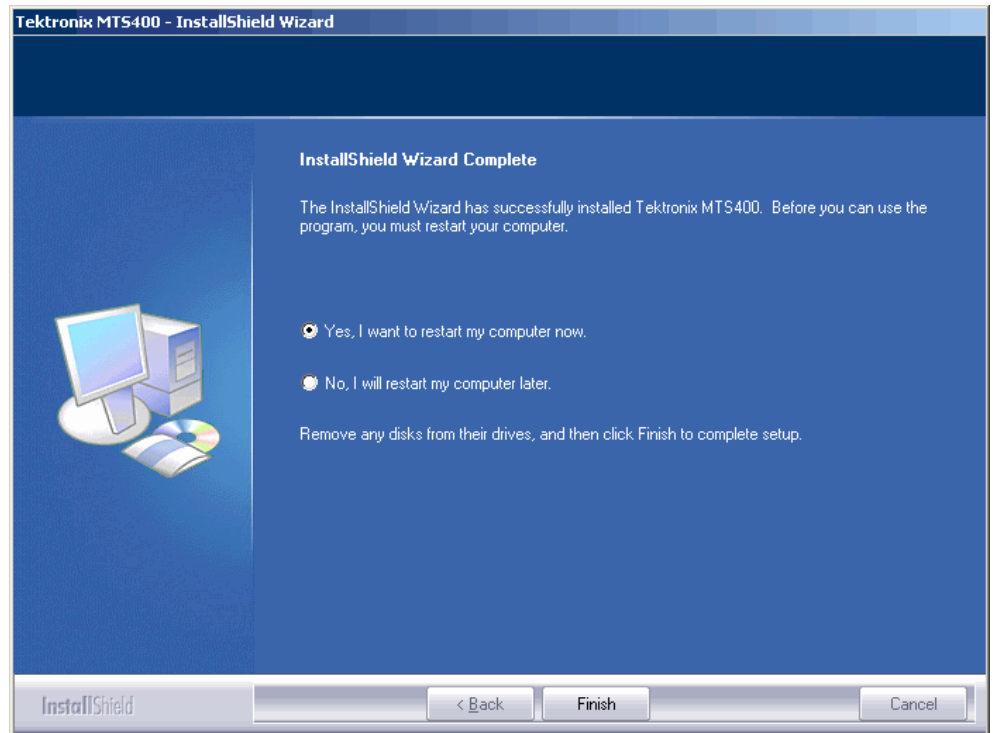 Tektronix MTS400 - InstallShield Wizard
InstallShield Wizard Complete
The InstallShield Wizard has successfully installed Tektronix MTS400. Before you can use the
program, you must restart your computer.
Yes, I want to restart my computer now.
No, I will restart my computer later.
Remove any disks from their drives, and then click Finish to complete setup.
InstallShield
< Back
Finish
Cancel